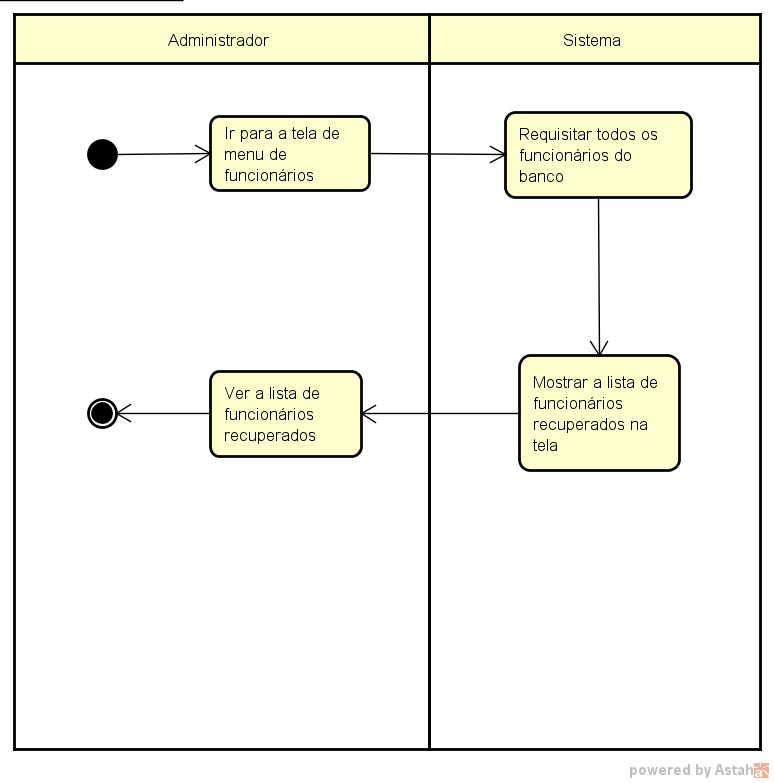 Administrador
Sistema
Ir para a tela de
menu de
funcionários
Requisitar todos os
funcionários do
banco
Ver a lista de
funcionários
recuperados
Mostrar a lista de
funcionários
recuperados na
tela
powered by Astah